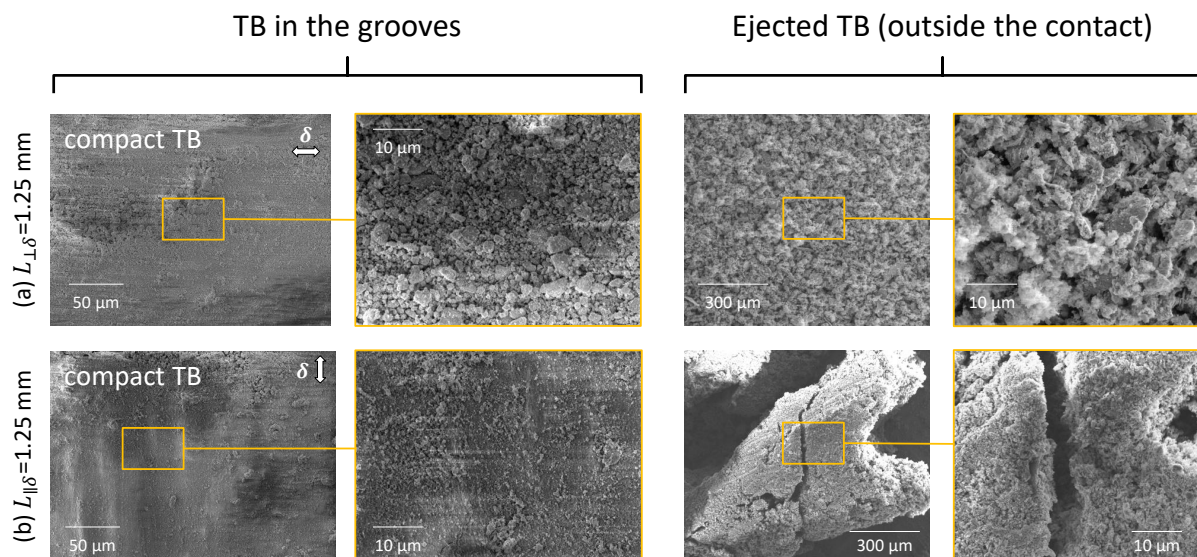 TB in the grooves
Ejected TB (outside the contact)
(a) 𝐿⊥𝛿=1.25 mm
compact TB
𝜹
50 µm
10 µm
300 µm
10 µm
(b) 𝐿∥𝛿=1.25 mm
compact TB
𝜹
50 µm
10 µm
300 µm
10 µm